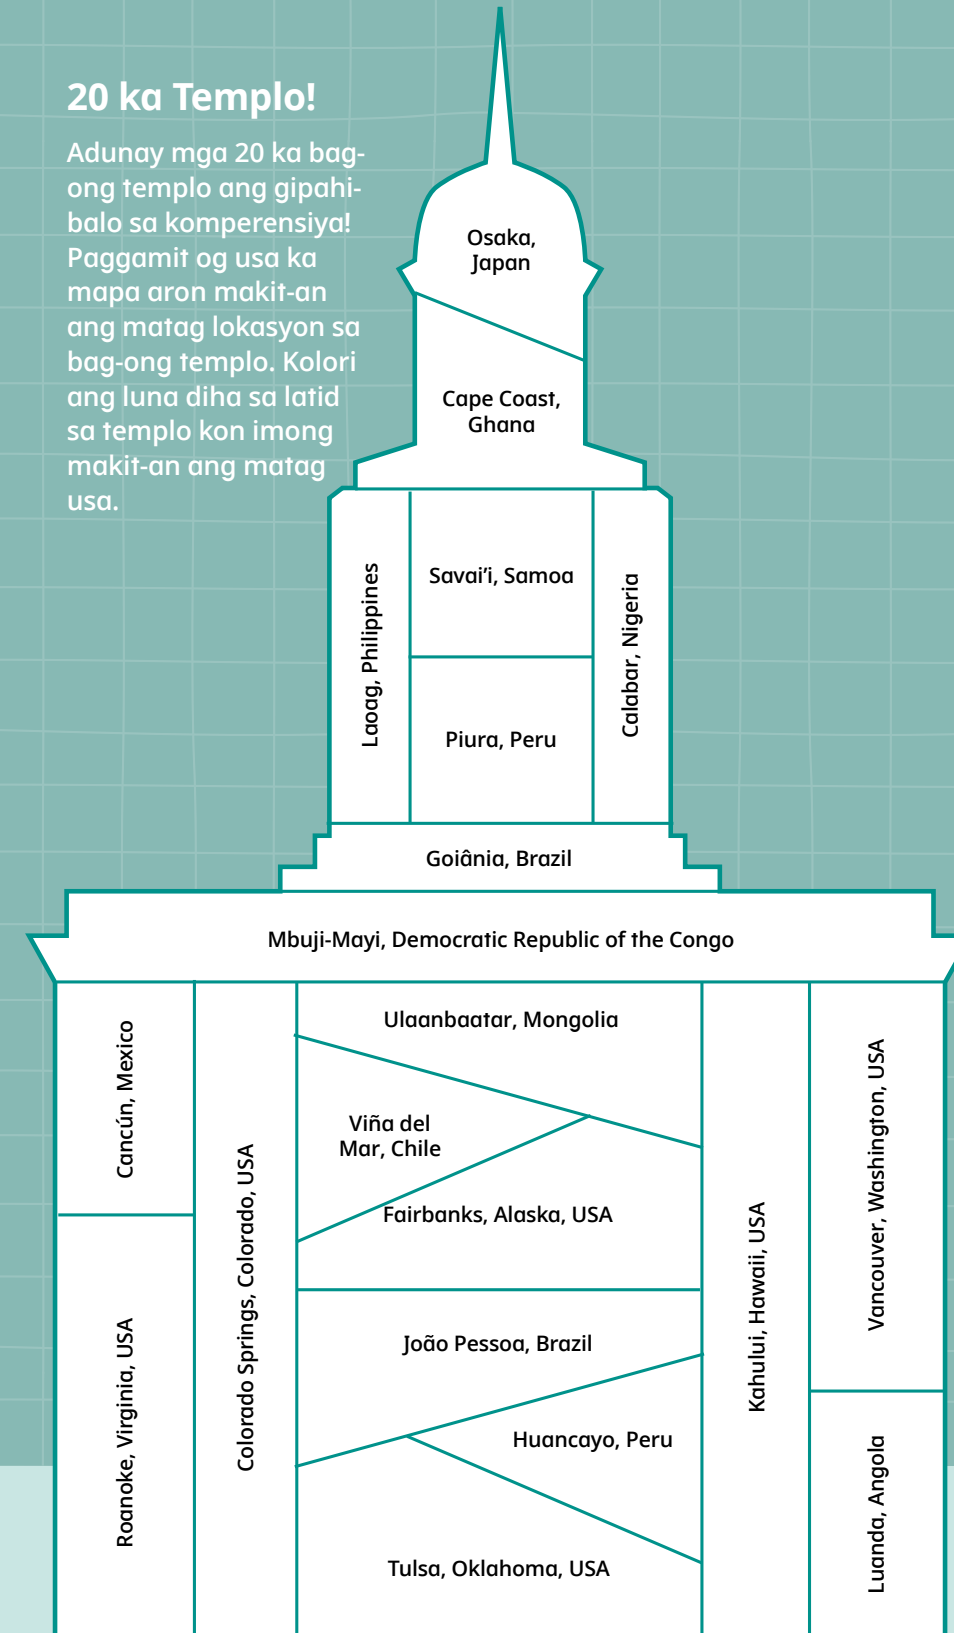 20 ka Templo!
Adunay mga 20 ka bag-
ong templo ang gipahi-
balo sa komperensiya!
Paggamit og usa ka
mapa aron makit-an
ang matag lokasyon sa
bag-ong templo. Kolori
ang luna diha sa latid
sa templo kon imong
makit-an ang matag
usa.
Osaka,
Japan
Cape Coast,
Ghana
Laoag, Philippines
Savai’i, Samoa
Calabar, Nigeria
Piura, Peru
Goiânia, Brazil
Mbuji-Mayi, Democratic Republic of the Congo
Cancún, Mexico
Roanoke, Virginia, USA
Colorado Springs, Colorado, USA
Ulaanbaatar, Mongolia
Viña del
Mar, Chile
Fairbanks, Alaska, USA
João Pessoa, Brazil
Huancayo, Peru
Tulsa, Oklahoma, USA
Kahului, Hawaii, USA
Vancouver, Washington, USA
Luanda, Angola